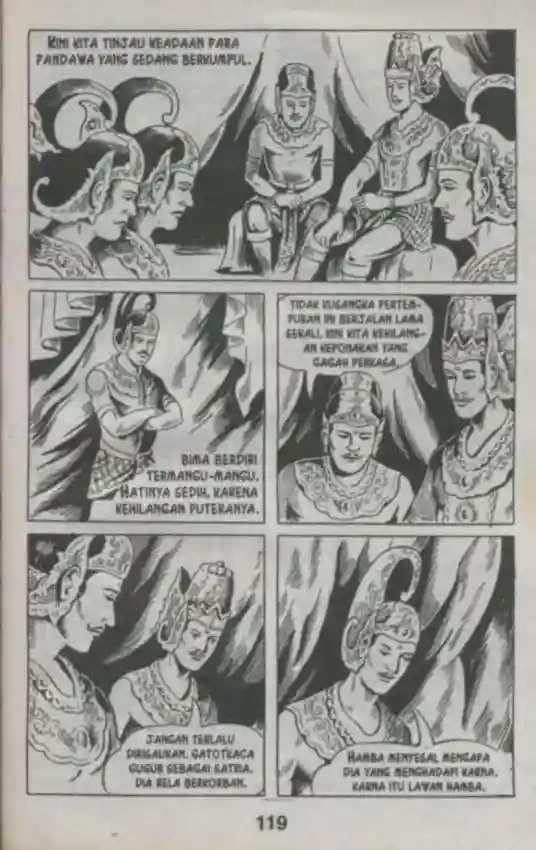 KINI KITA TINJAU KEADAAN PARA
PANDAWA YANG SEDANG BERKUMPUL.
TIDAK KUSANGKA PERTEM-
PURAN INI BERJALAN LAMA
SEKALI. KINI KITA KEHILANG-
AN KEPONAKAN YANG
GAGAH PERKASA.
BIMA BERDIRI
TERMANGU-MANGU.
HATINYA SEDIH, KARENA
KEHILANGAN PUTERANYA.
JANGAN TERLALU
DIRISAUKAN. GATOTKACA
GUGUR SEBAGAI SATRIA.
DIA RELA BERKORBAN.
HAMBA MENYESAL MENGAPA
DIA YANG MENGHADAPI KARNA.
KARNA ITU LAWAN HAMBA.
119